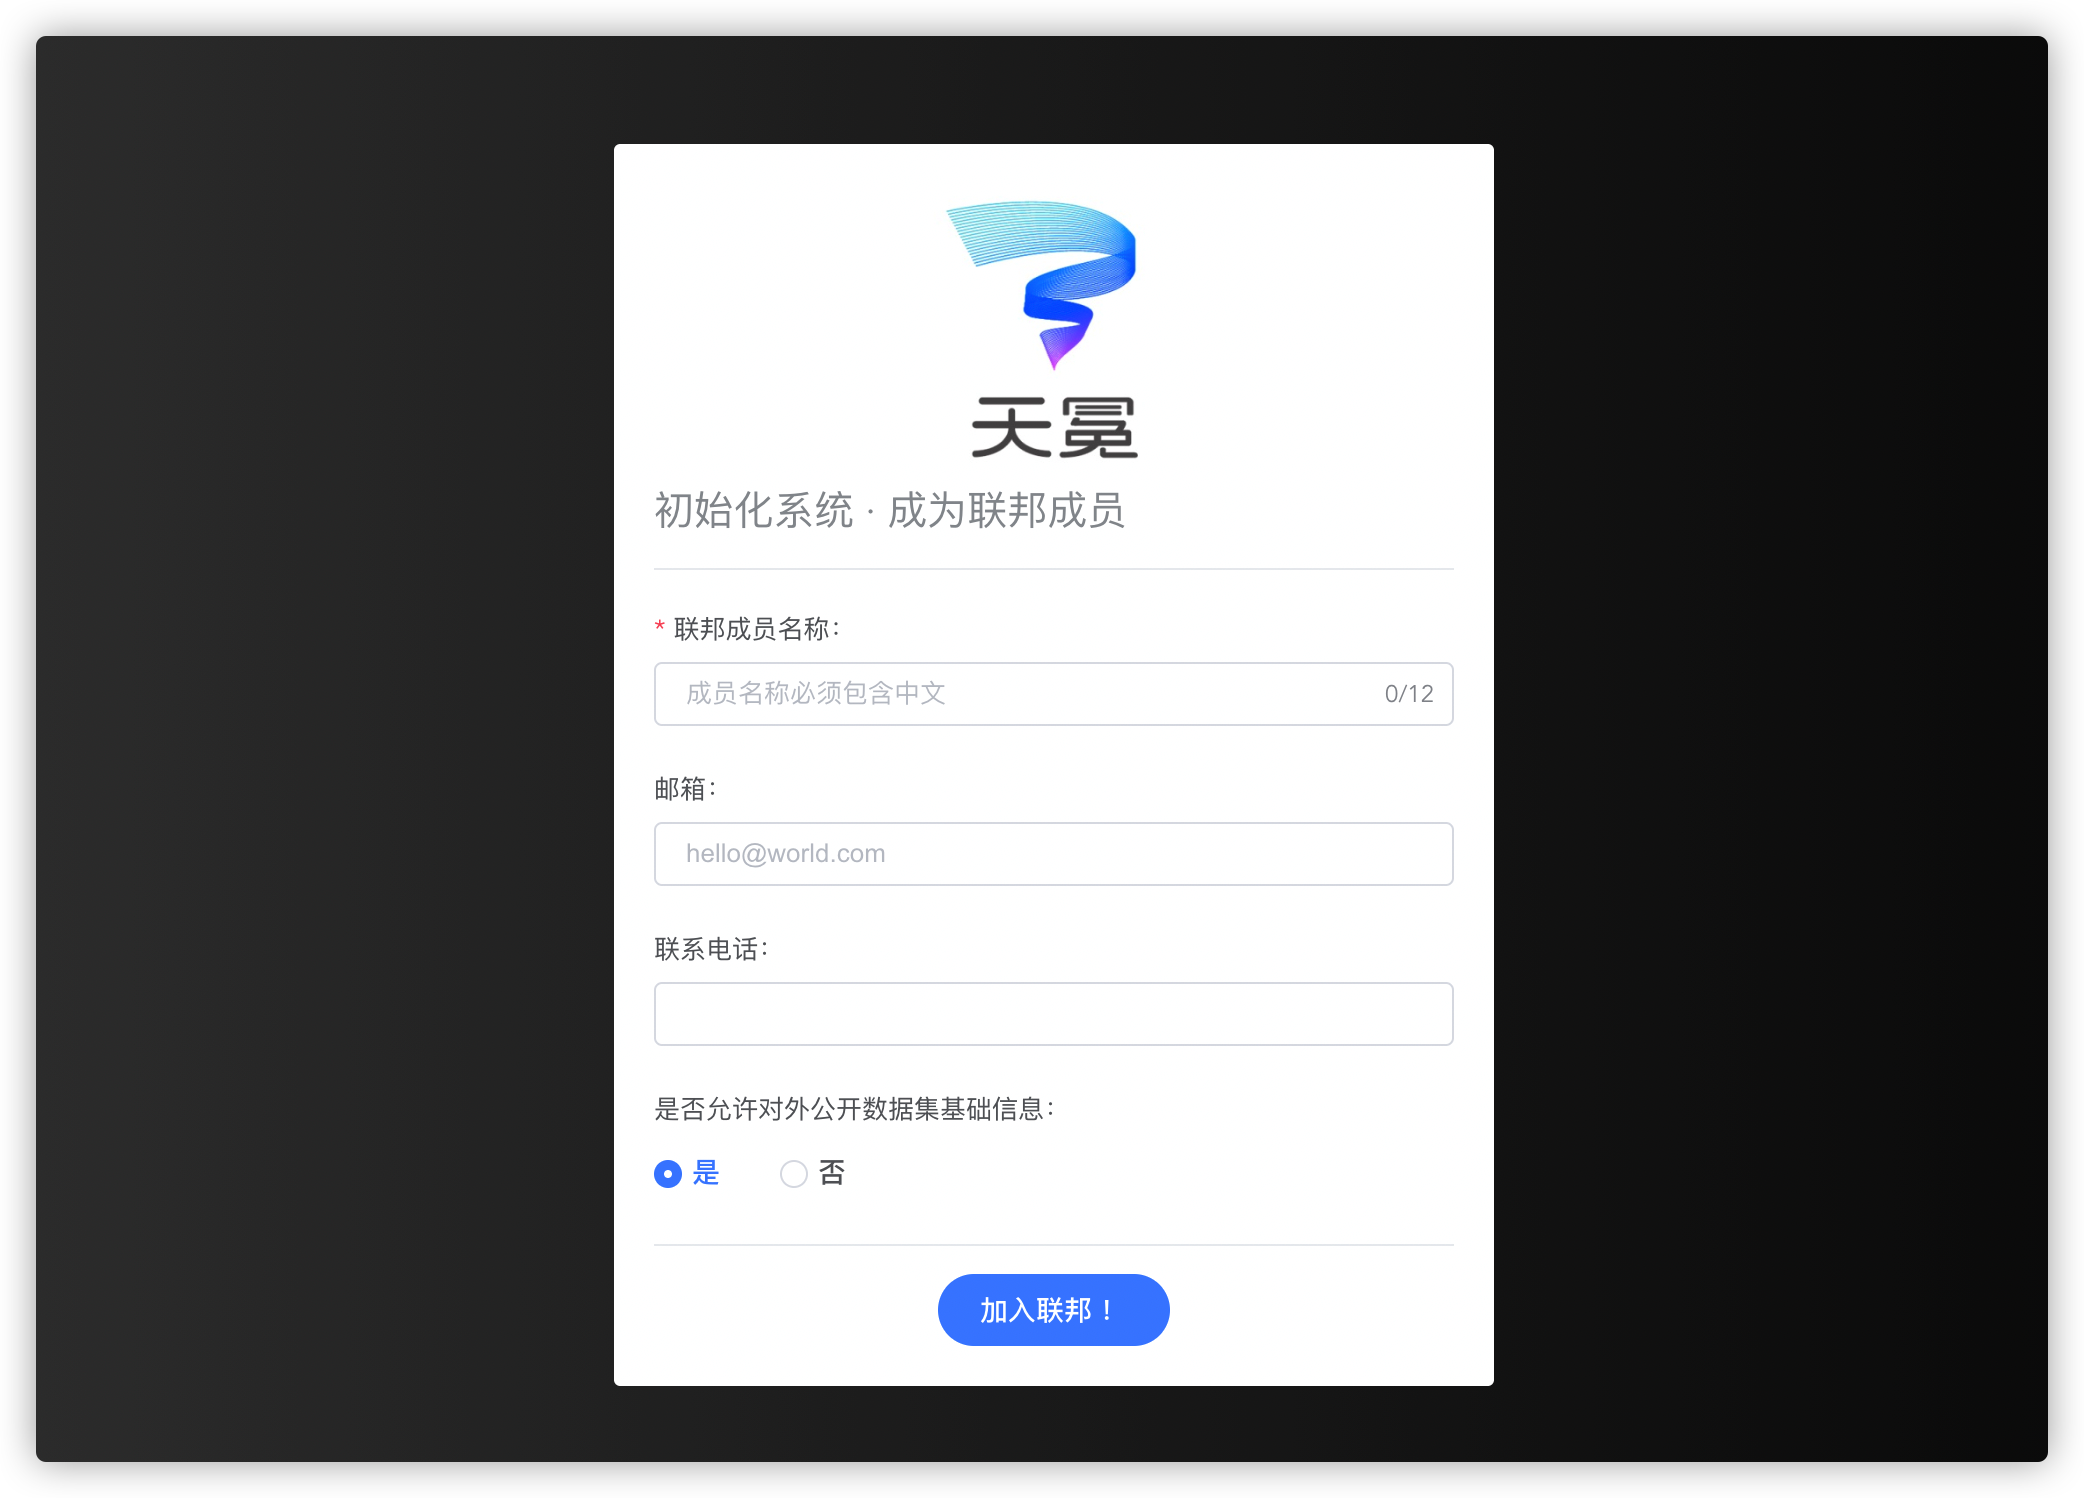 天冕
初始化系统 · 成为联邦成员
* 联邦成员名称：
成员名称必须包含中文 0/12
邮箱：
hello@world.com
联系电话：
是否允许对外公开数据集基础信息：
是 否
加入联邦！